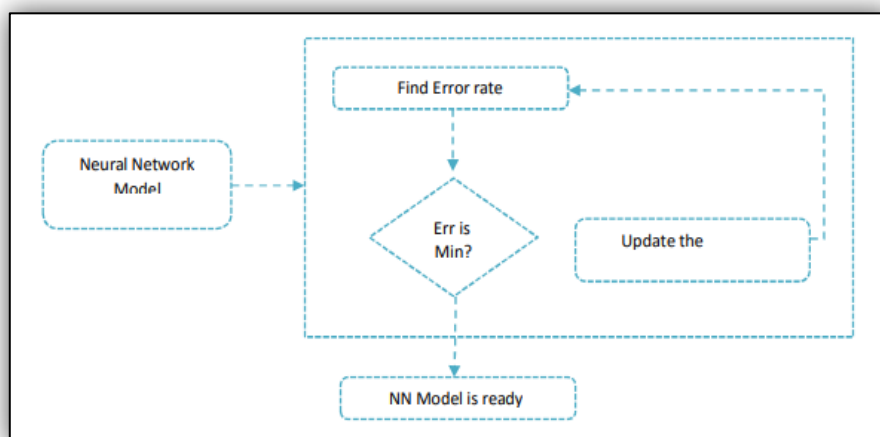 Find Error rate
Neural Network
Model
Err is
Min?
Update the
NN Model is ready